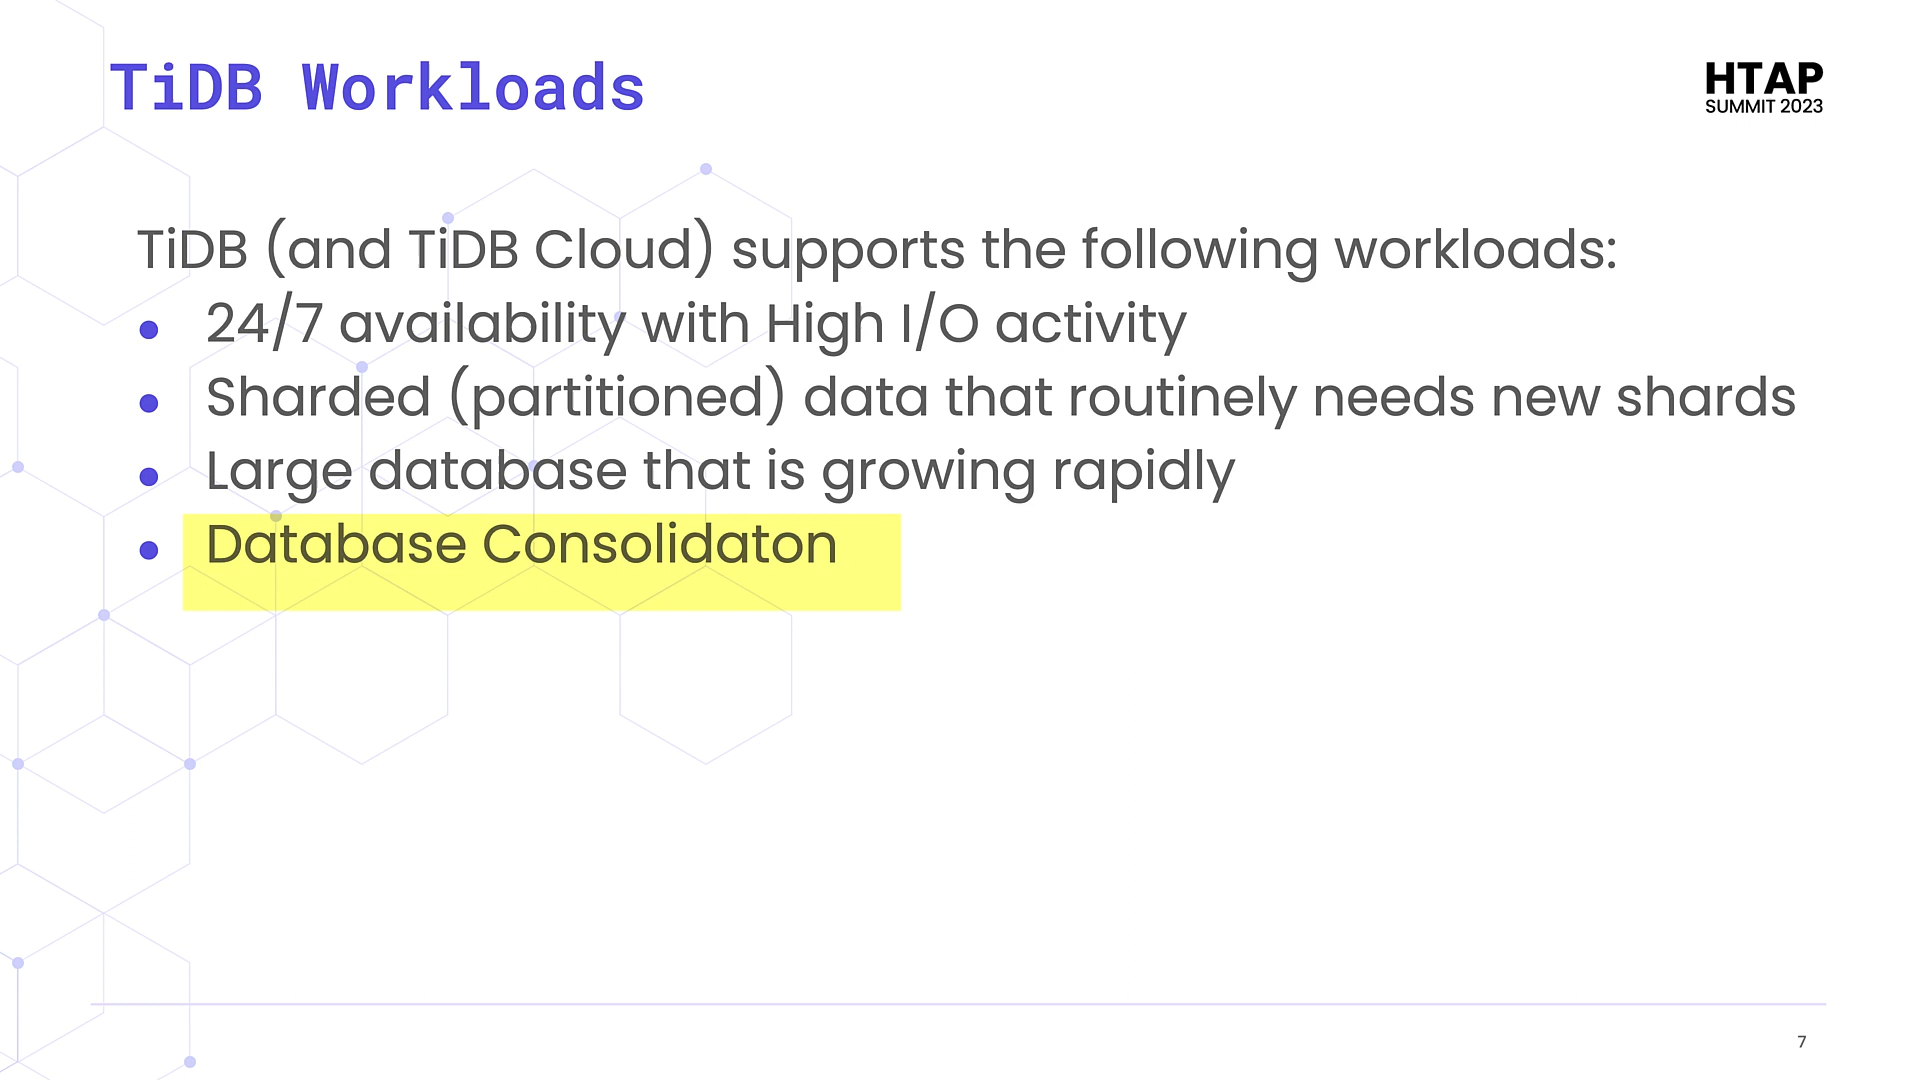 TiDB Workloads
HTAP
SUMMIT 2023
TiDB (and TiDB Cloud) supports the following workloads:
● 24/7 availability with High I/O activity
● Sharded (partitioned) data that routinely needs new shards
● Large database that is growing rapidly
● Database Consolidaton
7